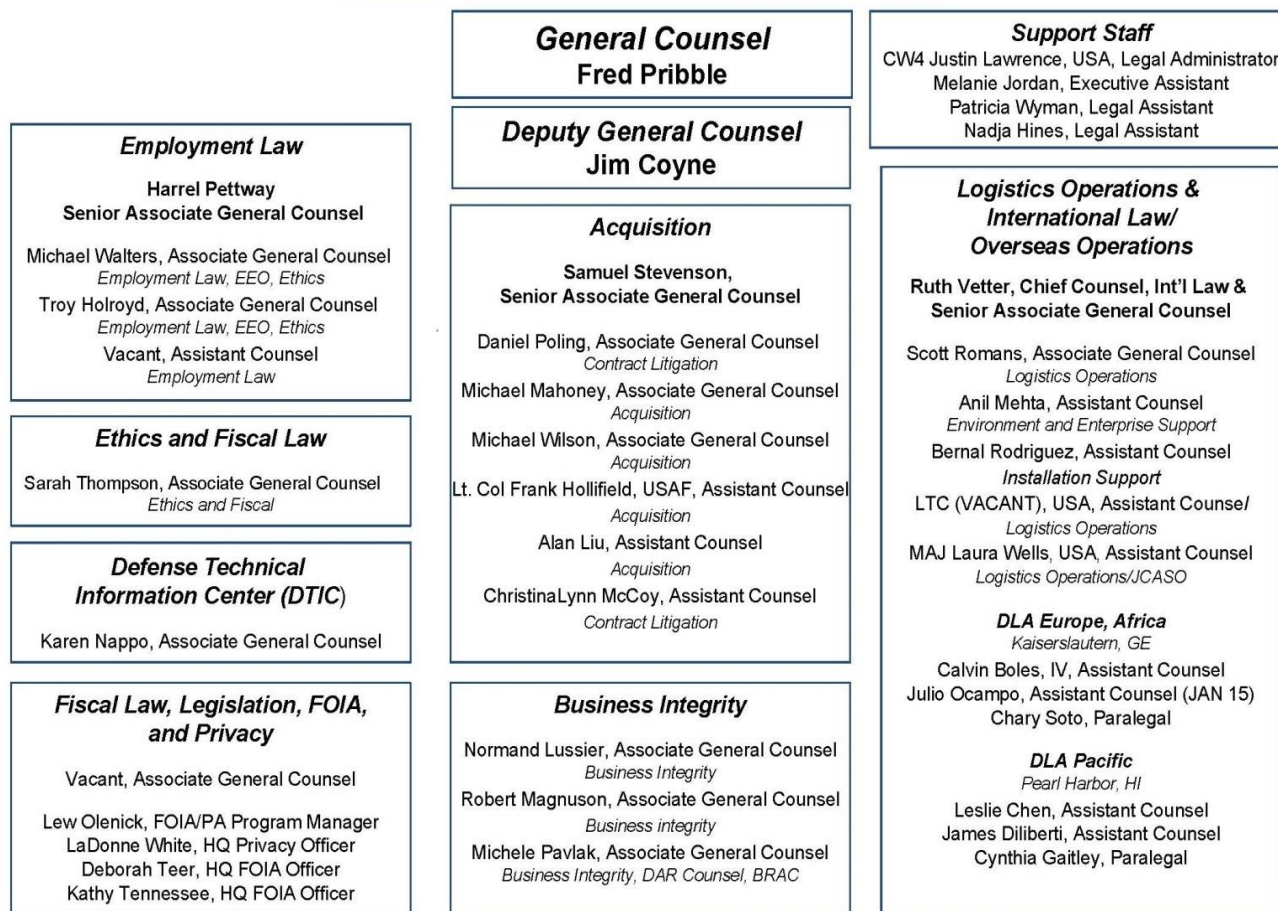 General Counsel
Fred Pribble
Deputy General Counsel
Jim Coyne
Support Staff
CW4 Justin Lawrence, USA, Legal Administrator
Melanie Jordan, Executive Assistant
Patricia Wyman, Legal Assistant
Nadja Hines, Legal Assistant
Employment Law
Harrel Pettway
Senior Associate General Counsel
Michael Walters, Associate General Counsel
Employment Law, EEO, Ethics
Troy Holroyd, Associate General Counsel
Employment Law, EEO, Ethics
Vacant, Assistant Counsel
Employment Law
Ethics and Fiscal Law
Sarah Thompson, Associate General Counsel
Ethics and Fiscal
Defense Technical
Information Center (DTIC)
Karen Nappo, Associate General Counsel
Fiscal Law, Legislation, FOIA,
and Privacy
Vacant, Associate General Counsel
Lew Olenick, FOIA/PA Program Manager
LaDonne White, HQ Privacy Officer
Deborah Teer, HQ FOIA Officer
Kathy Tennessee, HQ FOIA Officer
Acquisition
Samuel Stevenson,
Senior Associate General Counsel
Daniel Poling, Associate General Counsel
Contract Litigation
Michael Mahoney, Associate General Counsel
Acquisition
Michael Wilson, Associate General Counsel
Acquisition
Lt. Col Frank Hollifield, USAF, Assistant Counsel
Acquisition
Alan Liu, Assistant Counsel
Acquisition
ChristinaLynn McCoy, Assistant Counsel
Contract Litigation
Business Integrity
Normand Lussier, Associate General Counsel
Business Integrity
Robert Magnuson, Associate General Counsel
Business integrity
Michele Pavlak, Associate General Counsel
Business Integrity, DAR Counsel, BRAC
Logistics Operations &
International Law/
Overseas Operations
Ruth Vetter, Chief Counsel, Int'l Law &
Senior Associate General Counsel
Scott Romans, Associate General Counsel
Logistics Operations
Anil Mehta, Assistant Counsel
Environment and Enterprise Support
Bernal Rodriguez, Assistant Counsel
Installation Support
LTC (VACANT), USA, Assistant Counsel
Logistics Operations
MAJ Laura Wells, USA, Assistant Counsel
Logistics Operations/JCASO
DLA Europe, Africa
Kaiserslautern, GE
Calvin Boles, IV, Assistant Counsel
Julio Ocampo, Assistant Counsel (JAN 15)
Chary Soto, Paralegal
DLA Pacific
Pearl Harbor, HI
Leslie Chen, Assistant Counsel
James Diliberti, Assistant Counsel
Cynthia Gaitley, Paralegal